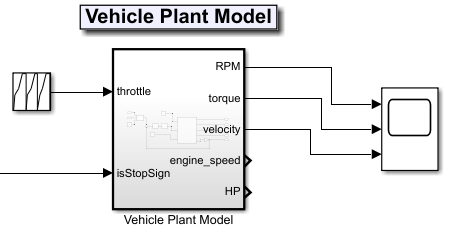 Vehicle Plant Model
RPM
throttle
torque
velocity
engine_speed
isStopSign
HP
Vehicle Plant Model